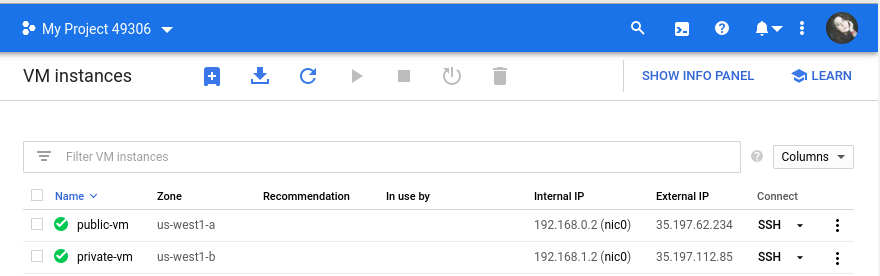 My Project 49306
VM instances SHOW INFO PANEL LEARN
Filter VM instances Columns
Name Zone Recommendation In use by Internal IP External IP Connect
public-vm us-west1-a 192.168.0.2 (nic0) 35.197.62.234 SSH
private-vm us-west1-b 192.168.1.2 (nic0) 35.197.112.85 SSH